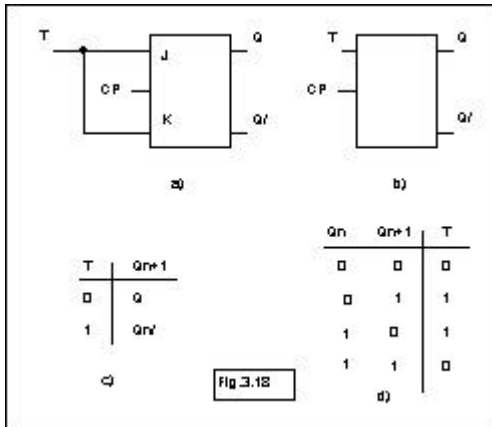 T Q
J
CP
K
Q/
a)
T Q
CP
Q/
b)
T Qn+1
0 Q
1 Qn/
c)
Fig.3.18
Qn Qn+1 T
0 0 0
0 1 1
1 0 1
1 1 0
d)